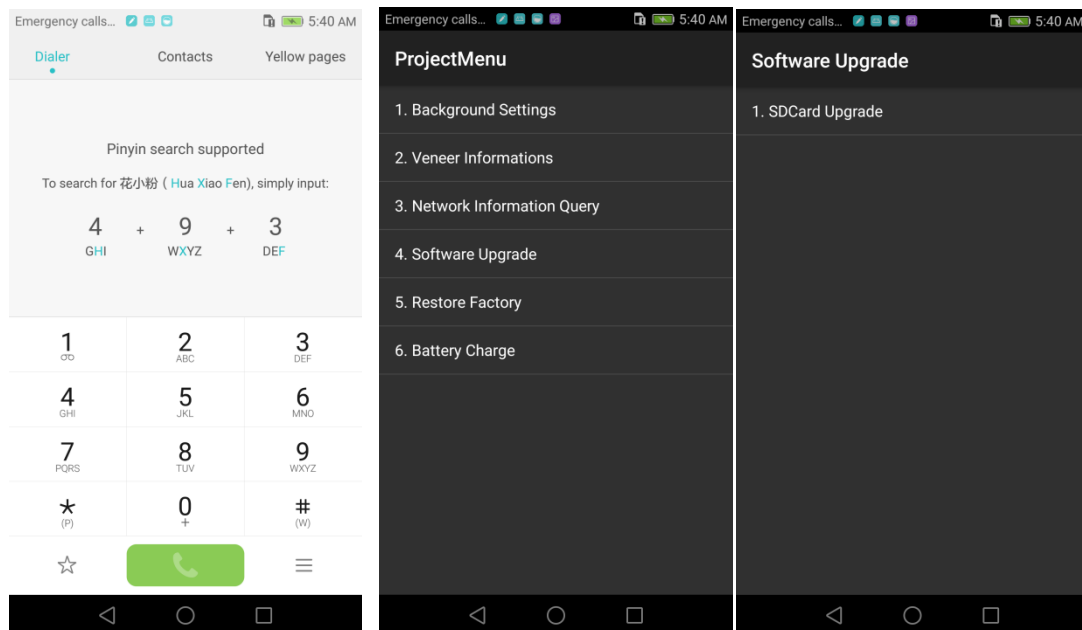 Emergency calls... 5:40 AM
Dialer Contacts Yellow pages
Pinyin search supported
To search for 花小粉 ( Hua Xiao Fen), simply input:
4 + 9 + 3
GHI WXYZ DEF
1 2 3
ABC DEF
4 5 6
GHI JKL MNO
7 8 9
PQRS TUV WXYZ
* 0 #
(P) + (W)
Emergency calls... 5:40 AM
ProjectMenu
1. Background Settings
2. Veneer Informations
3. Network Information Query
4. Software Upgrade
5. Restore Factory
6. Battery Charge
Emergency calls... 5:40 AM
Software Upgrade
1. SDCard Upgrade